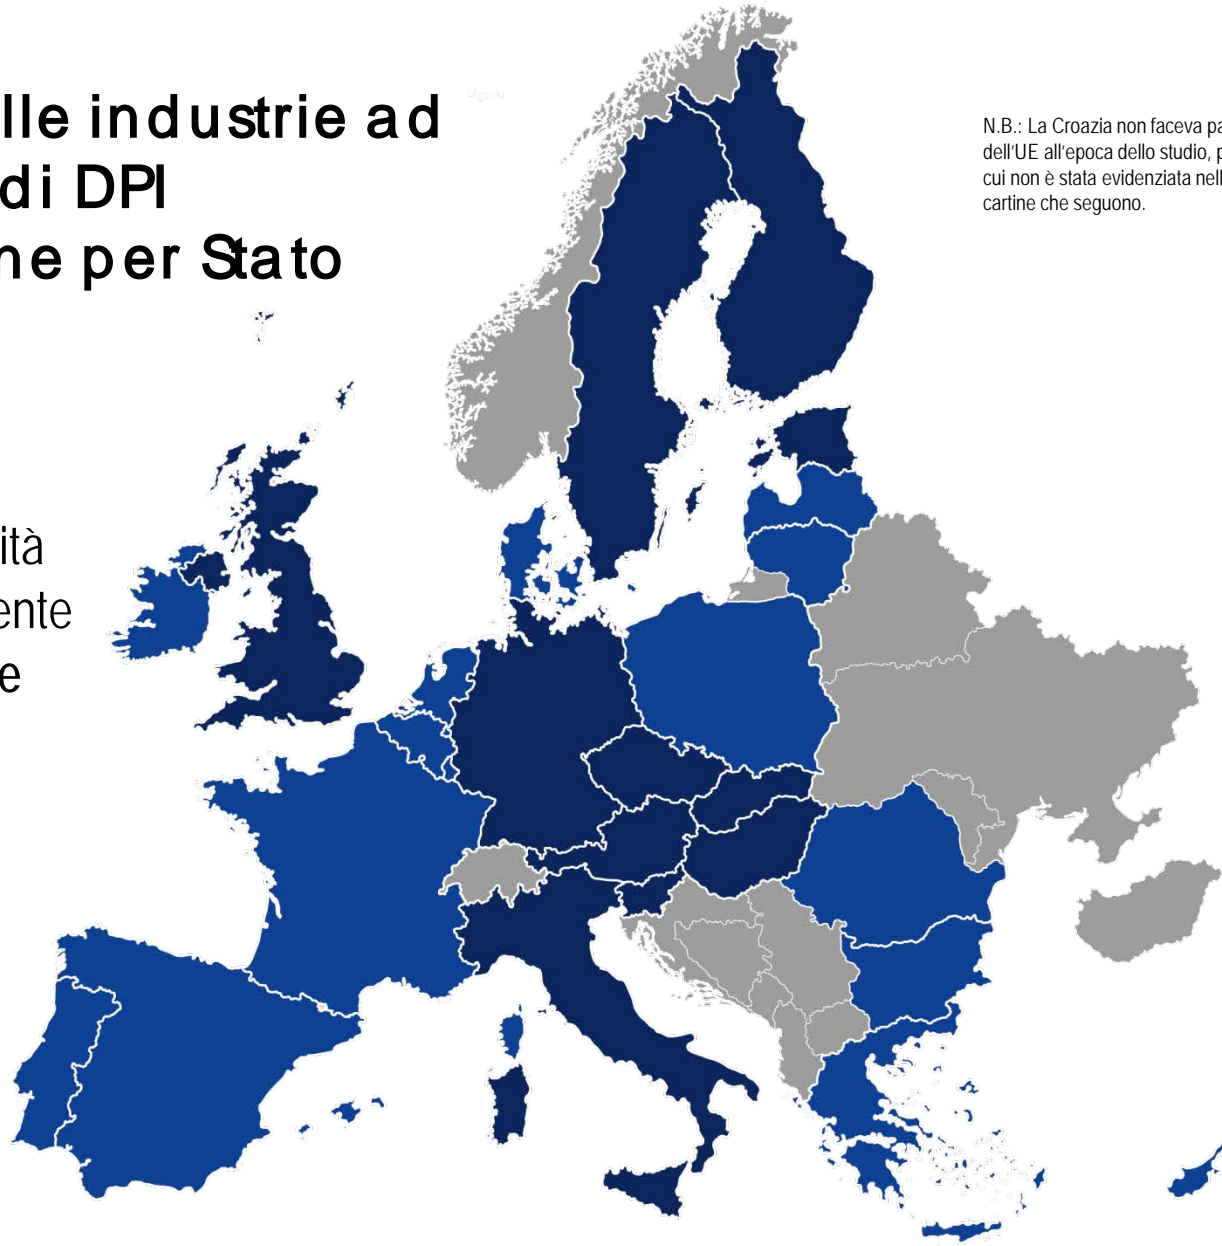 lle industrie ad
di DPI
ne per Stato
N.B.: La Croazia non faceva pa
dell'UE all'epoca dello studio, p
cui non è stata evidenziata nell
cartine che seguono.
ità
ente
e